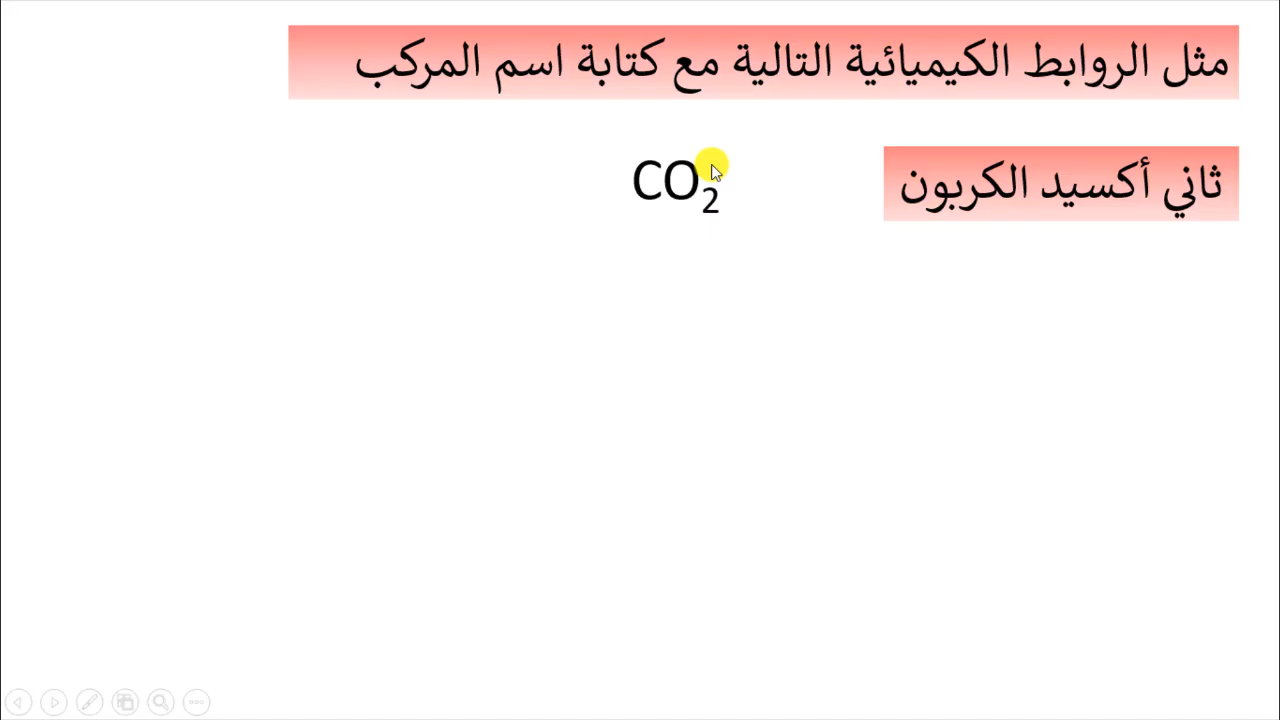 مثل الروابط الكيميائية التالية مع كتابة اسم المركب
ثاني أكسيد الكربون
CO₂